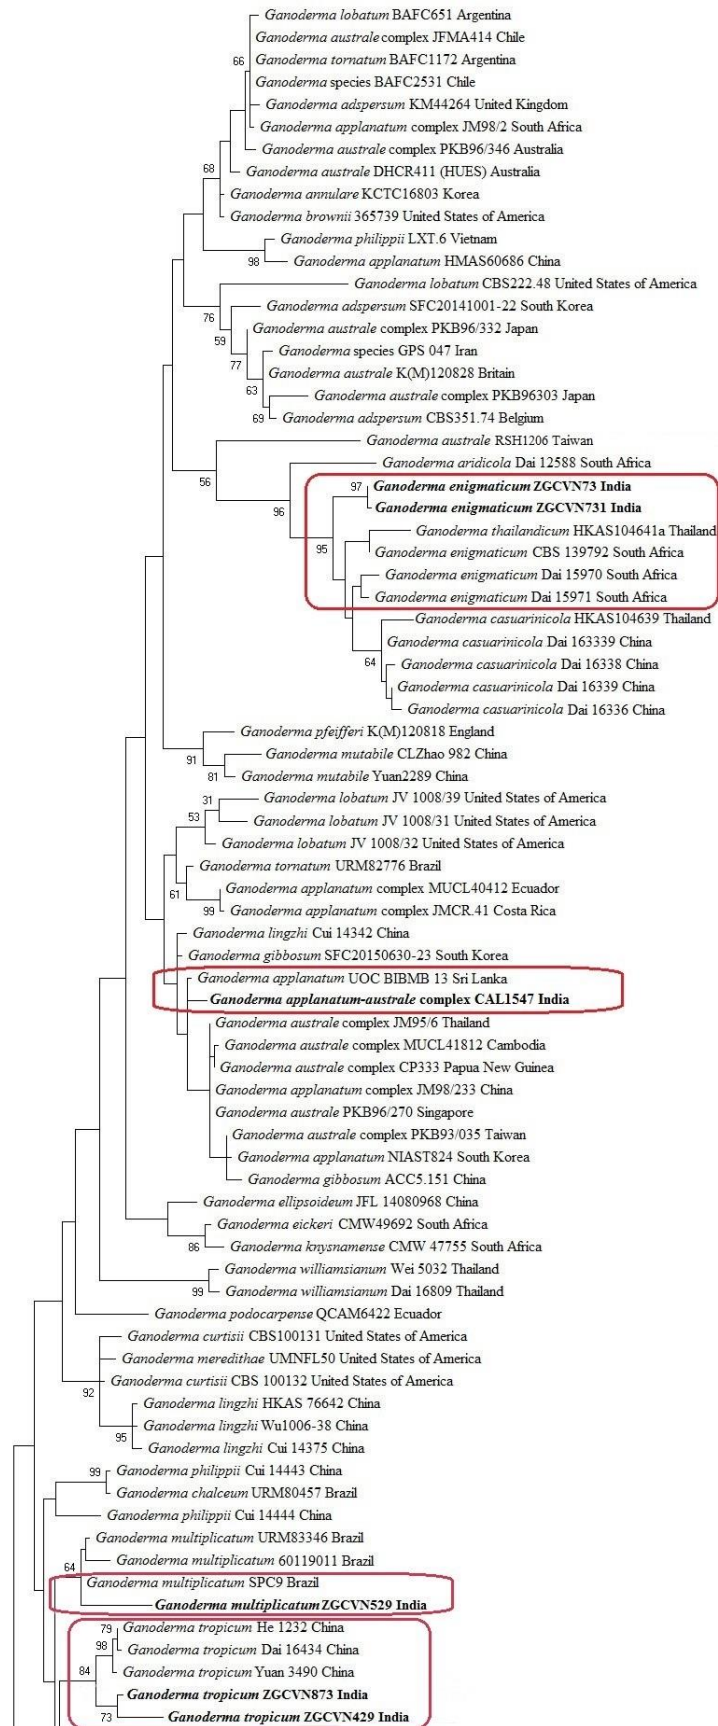 Ganoderma lobatum BAFC651 Argentina
Ganoderma australe complex JFMA414 Chile
66
Ganoderma tornatum BAFC1172 Argentina
Ganoderma species BAFC2531 Chile
Ganoderma adspersum KM44264 United Kingdom
Ganoderma applanatum complex JM98/2 South Africa
Ganoderma australe complex PKB96/346 Australia
68
Ganoderma australe DHCR411 (HUES) Australia
Ganoderma annulare KCTC16803 Korea
Ganoderma brownii 365739 United States of America
Ganoderma philippii LXT.6 Vietnam
98
Ganoderma applanatum HMAS60686 China
Ganoderma lobatum CBS222.48 United States of America
76
Ganoderma adspersum SFC20141001-22 South Korea
59
Ganoderma australe complex PKB96/332 Japan
Ganoderma species GPS 047 Iran
77
Ganoderma australe K(M)120828 Britain
63
Ganoderma australe complex PKB96303 Japan
69
Ganoderma adspersum CBS351.74 Belgium
Ganoderma australe RSH1206 Taiwan
56
Ganoderma aridicola Dai 12588 South Africa
97
Ganoderma enigmaticum ZGCVN73 India
96
Ganoderma enigmaticum ZGCVN731 India
Ganoderma thailandicum HKAS104641a Thailand
95
Ganoderma enigmaticum CBS 139792 South Africa
Ganoderma enigmaticum Dai 15970 South Africa
Ganoderma enigmaticum Dai 15971 South Africa
Ganoderma casuarinicola HKAS104639 Thailand
Ganoderma casuarinicola Dai 163339 China
64
Ganoderma casuarinicola Dai 16338 China
Ganoderma casuarinicola Dai 16339 China
Ganoderma casuarinicola Dai 16336 China
Ganoderma pfeifferi K(M)120818 England
91
Ganoderma mutabile CLZhao 982 China
81
Ganoderma mutabile Yuan2289 China
31
Ganoderma lobatum JV 1008/39 United States of America
53
Ganoderma lobatum JV 1008/31 United States of America
Ganoderma lobatum JV 1008/32 United States of America
Ganoderma tornatum URM82776 Brazil
61
Ganoderma applanatum complex MUCL40412 Ecuador
99
Ganoderma applanatum complex JMCR.41 Costa Rica
Ganoderma lingzhi Cui 14342 China
Ganoderma gibbosum SFC20150630-23 South Korea
Ganoderma applanatum UOC BIBMB 13 Sri Lanka
Ganoderma applanatum-australe complex CAL1547 India
Ganoderma australe complex JM95/6 Thailand
Ganoderma australe complex MUCL41812 Cambodia
Ganoderma australe complex CP333 Papua New Guinea
Ganoderma applanatum complex JM98/233 China
Ganoderma australe PKB96/270 Singapore
Ganoderma australe complex PKB93/035 Taiwan
Ganoderma applanatum NIAST824 South Korea
Ganoderma gibbosum ACC5.151 China
Ganoderma ellipsoideum JFL 14080968 China
Ganoderma eickeri CMW49692 South Africa
86
Ganoderma knysnamense CMW 47755 South Africa
Ganoderma williamsianum Wei 5032 Thailand
99
Ganoderma williamsianum Dai 16809 Thailand
Ganoderma podocarpense QCAM6422 Ecuador
Ganoderma curtisii CBS100131 United States of America
Ganoderma meredithae UMNFL50 United States of America
Ganoderma curtisii CBS 100132 United States of America
92
Ganoderma lingzhi HKAS 76642 China
Ganoderma lingzhi Wu1006-38 China
95
Ganoderma lingzhi Cui 14375 China
99
Ganoderma philippii Cui 14443 China
Ganoderma chalceum URM80457 Brazil
Ganoderma philippii Cui 14444 China
Ganoderma multiplicatum URM83346 Brazil
64
Ganoderma multiplicatum 60119011 Brazil
Ganoderma multiplicatum SPC9 Brazil
Ganoderma multiplicatum ZGCVN529 India
79
Ganoderma tropicum He 1232 China
98
Ganoderma tropicum Dai 16434 China
84
Ganoderma tropicum Yuan 3490 China
Ganoderma tropicum ZGCVN873 India
73
Ganoderma tropicum ZGCVN429 India